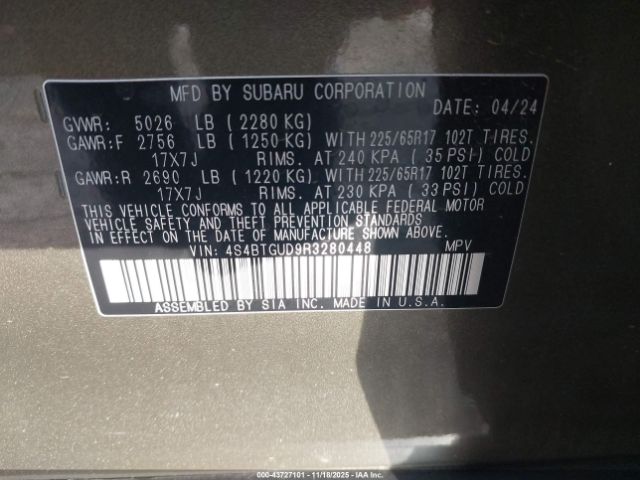 MFD BY SUBARU CORPORATION
DATE: 04/24
GVWR: 5026 LB ( 2280 KG)
GAWR:F 2756 LB ( 1250 KG) WITH 225/65R17 102T TIRES.
17X7J RIMS. AT 240 KPA ( 35 PSI) COLD
GAWR:R 2690 LB ( 1220 KG) WITH 225/65R17 102T TIRES.
17X7J RIMS. AT 230 KPA ( 33 PSI) COLD
THIS VEHICLE CONFORMS TO ALL APPLICABLE FEDERAL MOTOR
VEHICLE SAFETY AND THEFT PREVENTION STANDARDS
IN EFFECT ON THE DATE OF MANUFACTURE SHOWN ABOVE.
VIN: 4S4BTGUD9R3280448 MPV
ASSEMBLED BY SIA INC. MADE IN U.S.A.
© 43727101 - 11/18/2025 - IAAI.COM